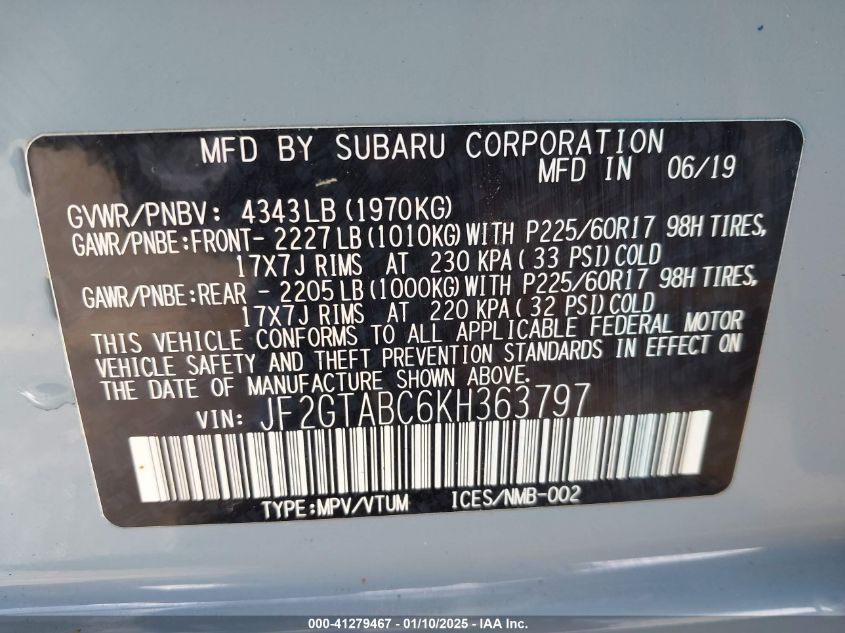 MFD BY SUBARU CORPORATION
MFD IN 06/19
GVWR/PNBV: 4343LB (1970KG)
GAWR/PNBE:FRONT- 2227 LB (1010KG) WITH P225/60R17 98H TIRES,
17X7J RIMS AT 230 KPA ( 33 PSI) COLD
GAWR/PNBE:REAR - 2205 LB (1000KG) WITH P225/60R17 98H TIRES,
17X7J RIMS AT 220 KPA ( 32 PSI) COLD
THIS VEHICLE CONFORMS TO ALL APPLICABLE FEDERAL MOTOR
VEHICLE SAFETY AND THEFT PREVENTION STANDARDS IN EFFECT ON
THE DATE OF MANUFACTURE SHOWN ABOVE.
VIN: JF2GTABC6KH363797
TYPE:MPV/VTUM ICES/NMB-002
000-41279467 - 01/10/2025 - IAA Inc.